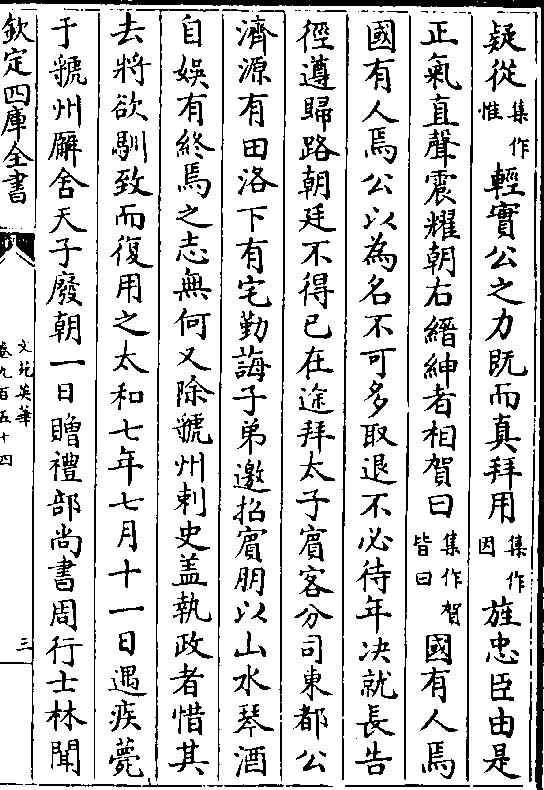 疑從集作惟輕實公之力既而真拜用集作因旌忠臣由是
正氣直聲震耀朝右縉紳者相賀曰集作賀皆曰國有人焉
國有人焉公以為名不可多取退不必待年决就長告
徑遵歸路朝廷不得已在途拜太子賓客分司東都公
濟源有田洛下有宅勤誨子弟邀招賓朋以山水琴酒
自娛有終焉之志無何又除虢州刺史蓋執政者惜其
去將欲馴致而復用之太和七年七月十一日遇疾薨
于虢州廨舍天子廢朝一日贈禮部尚書周行士林聞
欽定四庫全書
文苑英華
卷九百五十四
三